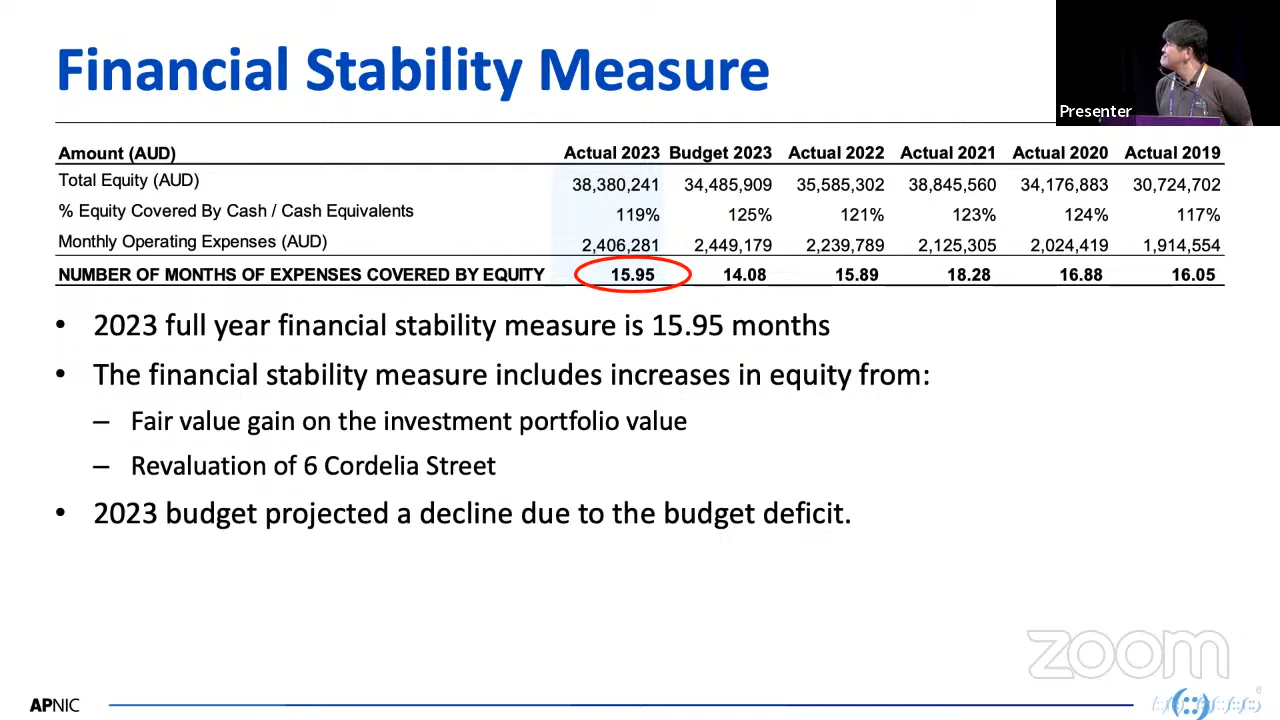 Financial Stability Measure
Presenter
Amount (AUD) Actual 2023 Budget 2023 Actual 2022 Actual 2021 Actual 2020 Actual 2019
Total Equity (AUD) 38,380,241 34,485,909 35,585,302 38,845,560 34,176,883 30,724,702
% Equity Covered By Cash / Cash Equivalents 119% 125% 121% 123% 124% 117%
Monthly Operating Expenses (AUD) 2,406,281 2,449,179 2,239,789 2,125,305 2,024,419 1,914,554
NUMBER OF MONTHS OF EXPENSES COVERED BY EQUITY 15.95 14.08 15.89 18.28 16.88 16.05
• 2023 full year financial stability measure is 15.95 months
• The financial stability measure includes increases in equity from:
– Fair value gain on the investment portfolio value
– Revaluation of 6 Cordelia Street
• 2023 budget projected a decline due to the budget deficit.
zoom
APNIC
6